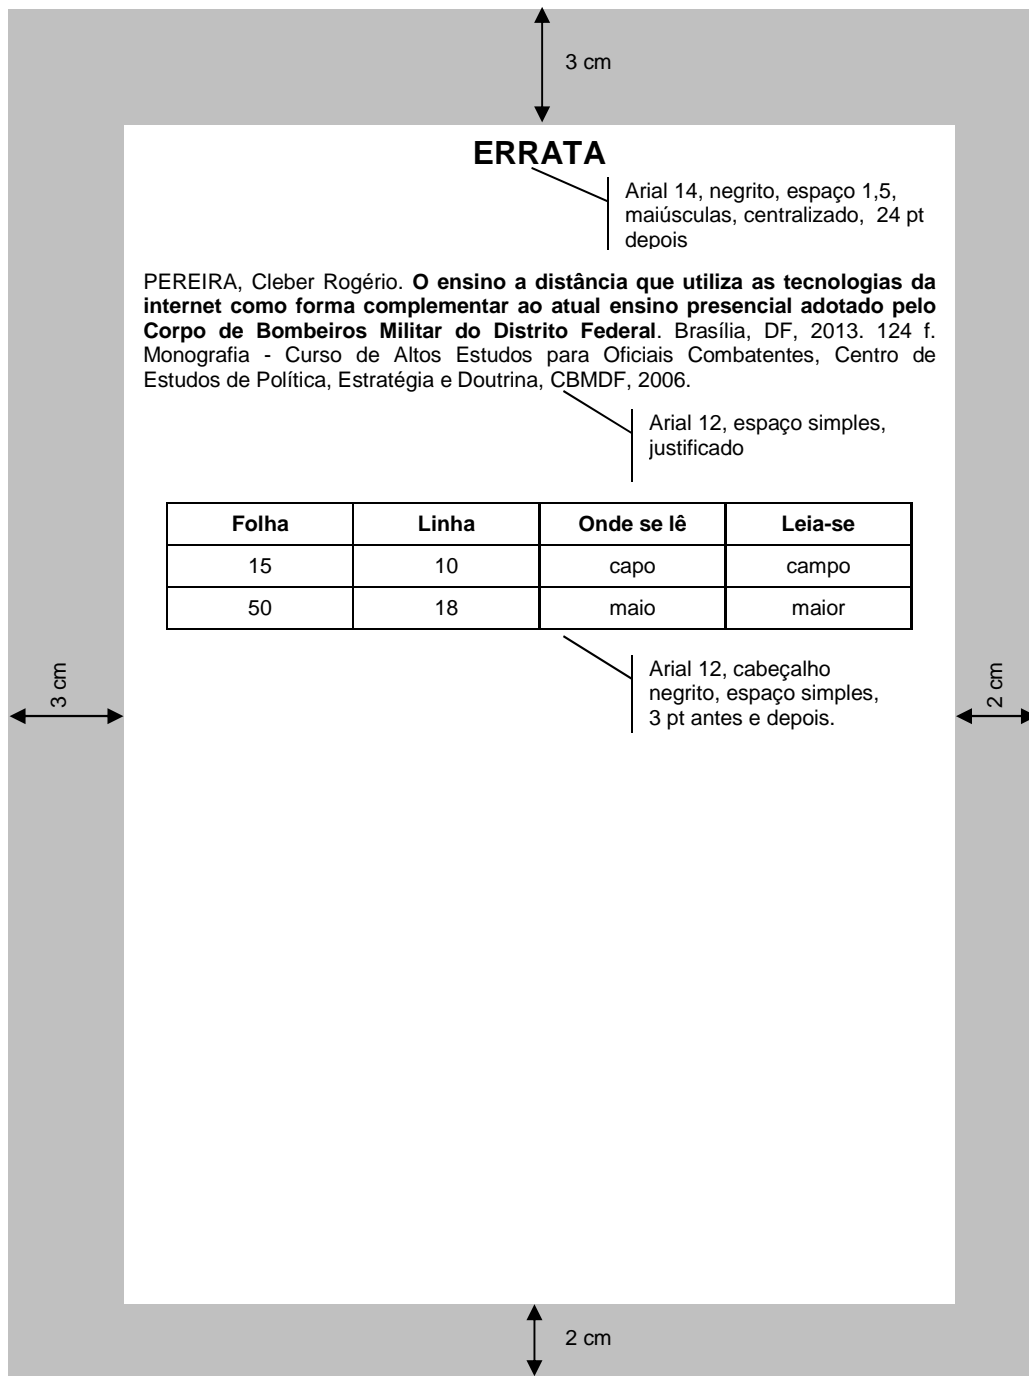 3 cm
ERRATA
Arial 14, negrito, espaço 1,5,
maiúsculas, centralizado, 24 pt
depois
PEREIRA, Cleber Rogério. O ensino a distância que utiliza as tecnologias da
internet como forma complementar ao atual ensino presencial adotado pelo
Corpo de Bombeiros Militar do Distrito Federal. Brasília, DF, 2013. 124 f.
Monografia - Curso de Altos Estudos para Oficiais Combatentes, Centro de
Estudos de Política, Estratégia e Doutrina, CBMDF, 2006.
Arial 12, espaço simples,
justificado
Folha Linha Onde se lê Leia-se
15 10 capo campo
50 18 maio maior
Arial 12, cabeçalho
negrito, espaço simples,
3 pt antes e depois.
3 cm
2 cm
2 cm